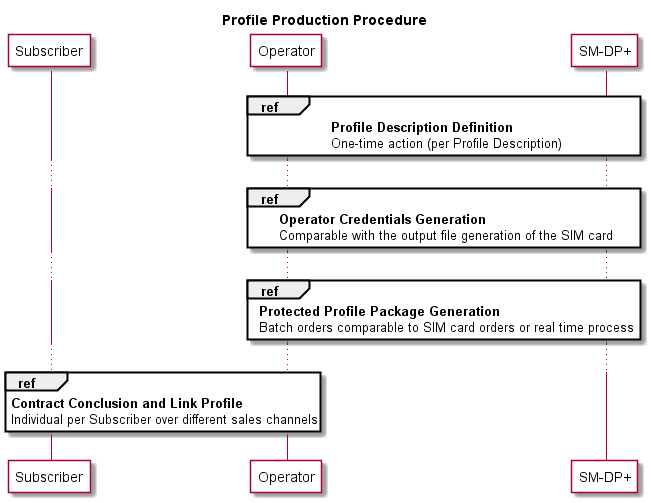 Profile Production Procedure
Subscriber
Operator
SM-DP+
ref
Profile Description Definition
One-time action (per Profile Description)
ref
Operator Credentials Generation
Comparable with the output file generation of the SIM card
ref
Protected Profile Package Generation
Batch orders comparable to SIM card orders or real time process
ref
Contract Conclusion and Link Profile
Individual per Subscriber over different sales channels
Subscriber
Operator
SM-DP+